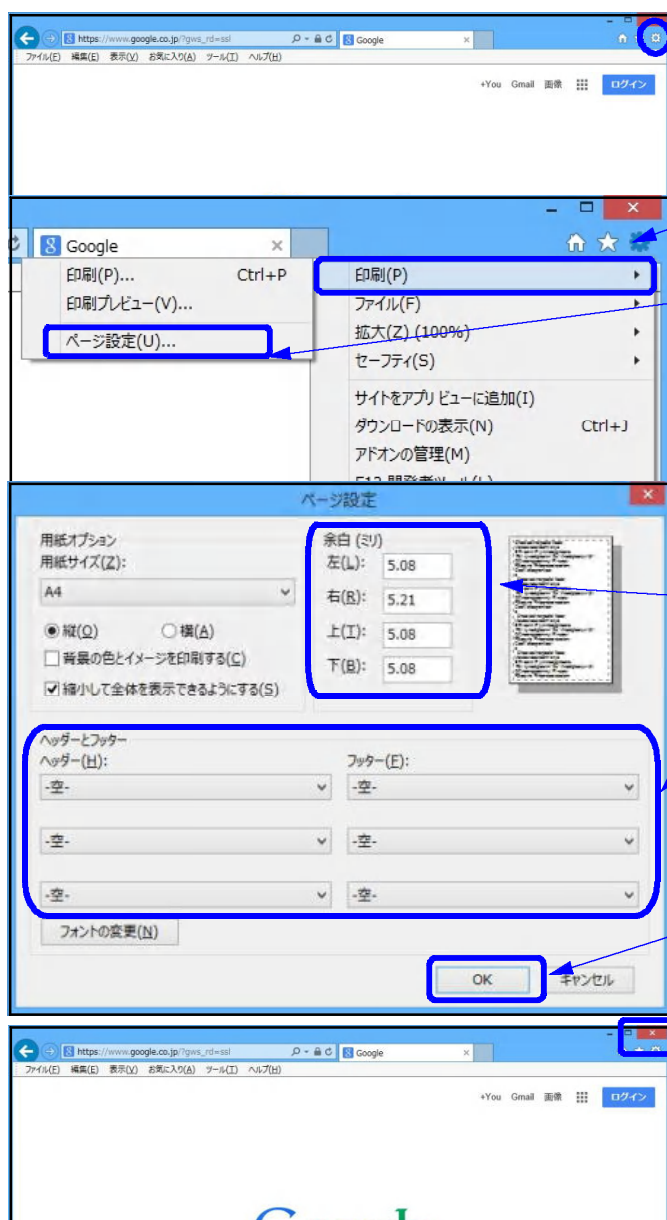 https://www.google.co.jp/?gws_rd=ssl
Google
ファイル(F) 編集(E) 表示(V) お気に入り(A) ツール(T) ヘルプ(H)
+You Gmail 画像 ログイン
Google
印刷(P)... Ctrl+P
印刷プレビュー(V)...
ページ設定(U)...
印刷(P)
ファイル(F)
拡大(Z) (100%)
セーフティ(S)
サイトをアプリ ビューに追加(I)
ダウンロードの表示(N) Ctrl+J
アドオンの管理(M)
ページ設定
用紙オプション
用紙サイズ(Z):
A4
縦(O) 横(A)
背景の色とイメージを印刷する(C)
縮小して全体を表示できるようにする(S)
余白 (ミリ)
左(L): 5.08
右(R): 5.21
上(T): 5.08
下(B): 5.08
ヘッダーとフッター
ヘッダー(H): フッター(F):
-空- -空-
-空- -空-
-空- -空-
フォントの変更(N)
OK キャンセル
https://www.google.co.jp/?gws_rd=ssl
Google
ファイル(F) 編集(E) 表示(V) お気に入り(A) ツール(T) ヘルプ(H)
+You Gmail 画像 ログイン